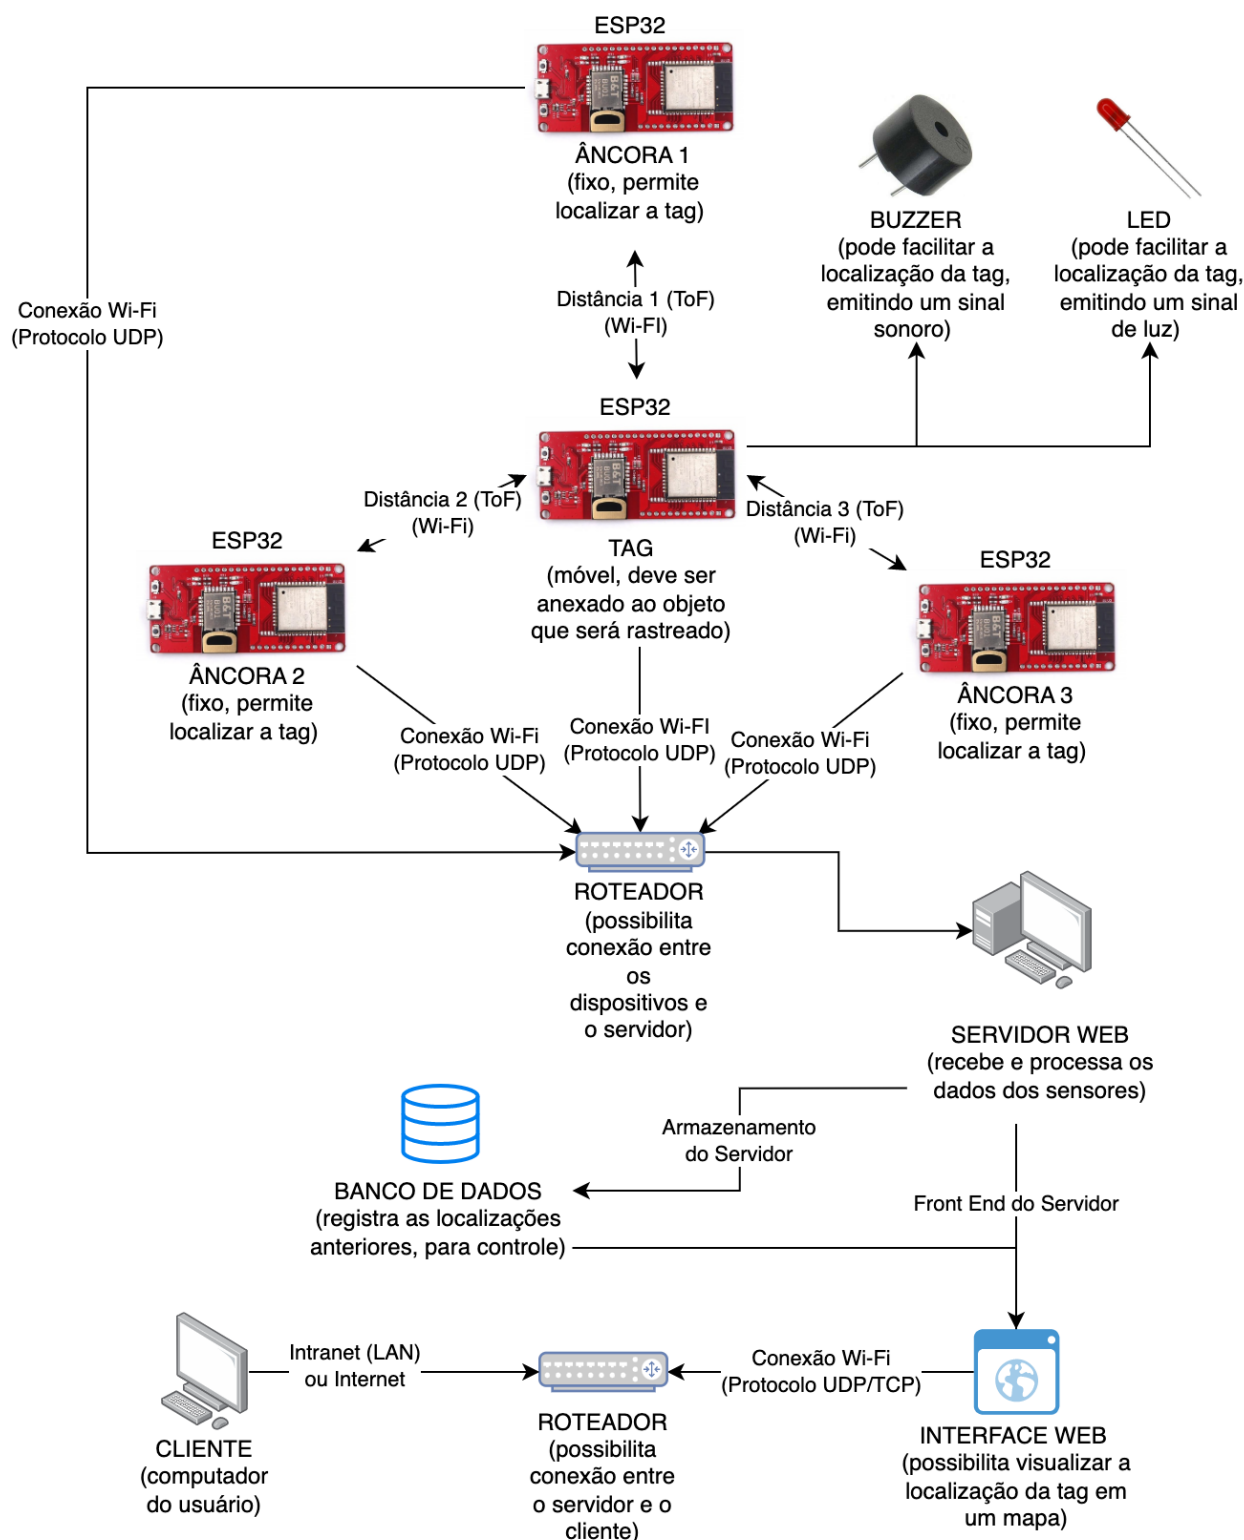 ESP32
ÂNCORA 1
(fixo, permite
localizar a tag)
BUZZER
(pode facilitar a
localização da tag,
emitindo um sinal
sonoro)
LED
(pode facilitar a
localização da tag,
emitindo um sinal
de luz)
Conexão Wi-Fi
(Protocolo UDP)
Distância 1 (ToF)
(Wi-FI)
ESP32
Distância 2 (ToF)
(Wi-Fi)
Distância 3 (ToF)
(Wi-Fi)
ESP32
ÂNCORA 2
(fixo, permite
localizar a tag)
TAG
(móvel, deve ser
anexado ao objeto
que será rastreado)
ESP32
ÂNCORA 3
(fixo, permite
localizar a tag)
Conexão Wi-Fi
(Protocolo UDP)
Conexão Wi-FI
(Protocolo UDP)
Conexão Wi-Fi
(Protocolo UDP)
ROTEADOR
(possibilita
conexão entre
os
dispositivos e
o servidor)
SERVIDOR WEB
(recebe e processa os
dados dos sensores)
Armazenamento
do Servidor
BANCO DE DADOS
(registra as localizações
anteriores, para controle)
Front End do Servidor
Intranet (LAN)
ou Internet
Conexão Wi-Fi
(Protocolo UDP/TCP)
CLIENTE
(computador
do usuário)
ROTEADOR
(possibilita
conexão entre
o servidor e o
cliente)
INTERFACE WEB
(possibilita visualizar a
localização da tag em
um mapa)